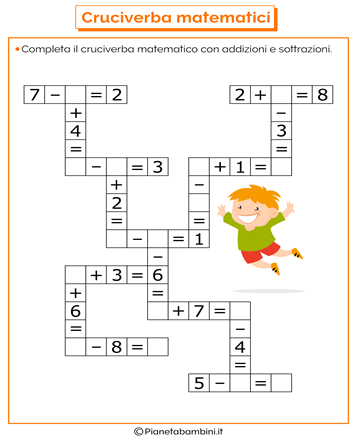 Cruciverba matematici
•Completa il cruciverba matematico con addizioni e sottrazioni.
7 − = 2 2 + = 8
+ −
4 3
= =
− = 3 + 1 =
+ −
2
= =
− = 1
−
+ 3 = 6
+ =
6 + 7 =
= −
− 8 = 4
=
5 − =
© Pianetabambini.it